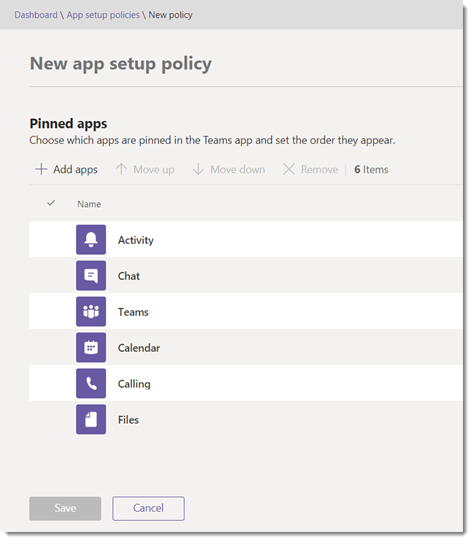 Dashboard \ App setup policies \ New policy
New app setup policy
Pinned apps
Choose which apps are pinned in the Teams app and set the order they appear.
+ Add apps ↑ Move up ↓ Move down × Remove | 6 Items
✓ Name
Activity
Chat
Teams
Calendar
Calling
Files
Save Cancel